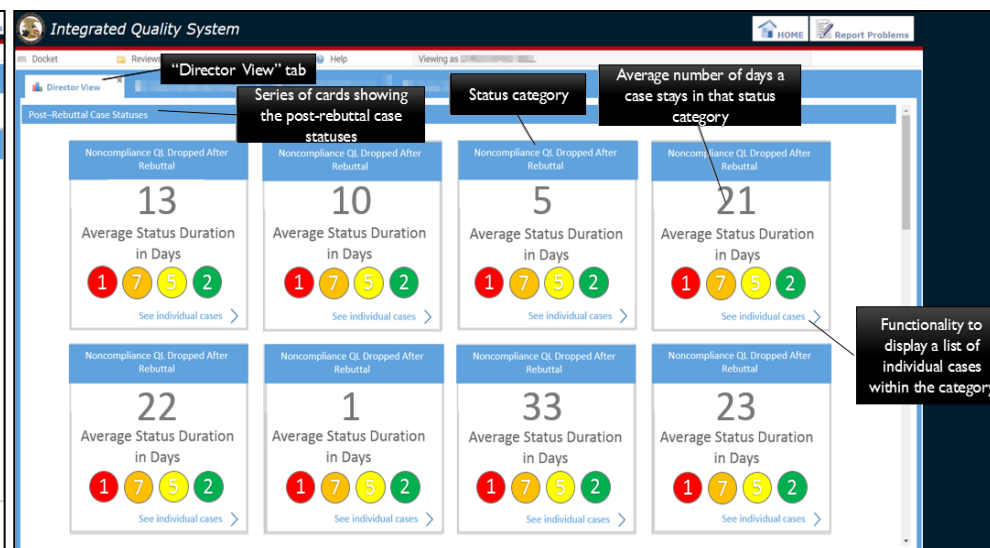 Integrated Quality System
HOME
Report Problems
Docket
Reviews
Help
Viewing as
"Director View" tab
Director View
Series of cards showing
the post-rebuttal case
statuses
Status category
Average number of days a
case stays in that status
category
Post-Rebuttal Case Statuses
Noncompliance QL Dropped After
Rebuttal
13
Average Status Duration
in Days
1 7 5 2
See individual cases
Noncompliance QL Dropped After
Rebuttal
10
Average Status Duration
in Days
1 7 5 2
See individual cases
Noncompliance QL Dropped After
Rebuttal
5
Average Status Duration
in Days
1 7 5 2
See individual cases
Noncompliance QL Dropped After
Rebuttal
21
Average Status Duration
in Days
1 7 5 2
See individual cases
Functionality to
display a list of
individual cases
within the category
Noncompliance QL Dropped After
Rebuttal
22
Average Status Duration
in Days
1 7 5 2
See individual cases
Noncompliance QL Dropped After
Rebuttal
1
Average Status Duration
in Days
1 7 5 2
See individual cases
Noncompliance QL Dropped After
Rebuttal
33
Average Status Duration
in Days
1 7 5 2
See individual cases
Noncompliance QL Dropped After
Rebuttal
23
Average Status Duration
in Days
1 7 5 2
See individual cases